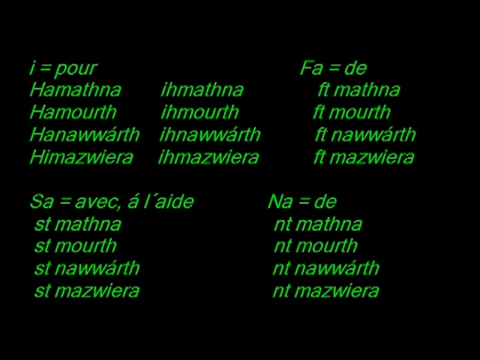 i = pour Fa = de
Hamathna ihmathna ft mathna
Hamourth ihmourth ft mourth
Hanawwárth ihnawwárth ft nawwárth
Himazwiera ihmazwiera ft mazwiera
Sa = avec, á l´aide Na = de
st mathna nt mathna
st mourth nt mourth
st nawwárth nt nawwárth
st mazwiera nt mazwiera